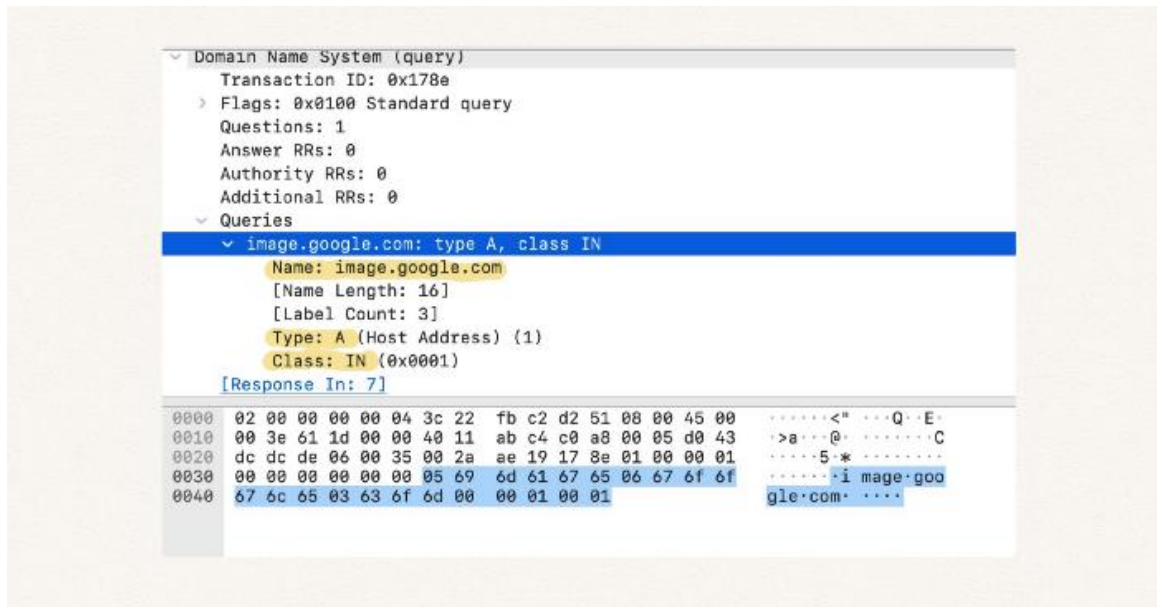 Domain Name System (query)
Transaction ID: 0x178e
Flags: 0x0100 Standard query
Questions: 1
Answer RRs: 0
Authority RRs: 0
Additional RRs: 0
Queries
image.google.com: type A, class IN
Name: image.google.com
[Name Length: 16]
[Label Count: 3]
Type: A (Host Address) (1)
Class: IN (0x0001)
[Response In: 7]
0000 02 00 00 00 00 04 3c 22 fb c2 d2 51 08 00 45 00 ······<" ···Q··E·
0010 00 3e 61 1d 00 00 40 11 ab c4 c0 a8 00 05 d0 43 ·>a···@· ·······C
0020 dc dc de 06 00 35 00 2a ae 19 17 8e 01 00 00 01 ·····5·* ········
0030 00 00 00 00 00 00 05 69 6d 61 67 65 06 67 6f 6f ·······i mage·goo
0040 67 6c 65 03 63 6f 6d 00 00 01 00 01 gle·com· ····